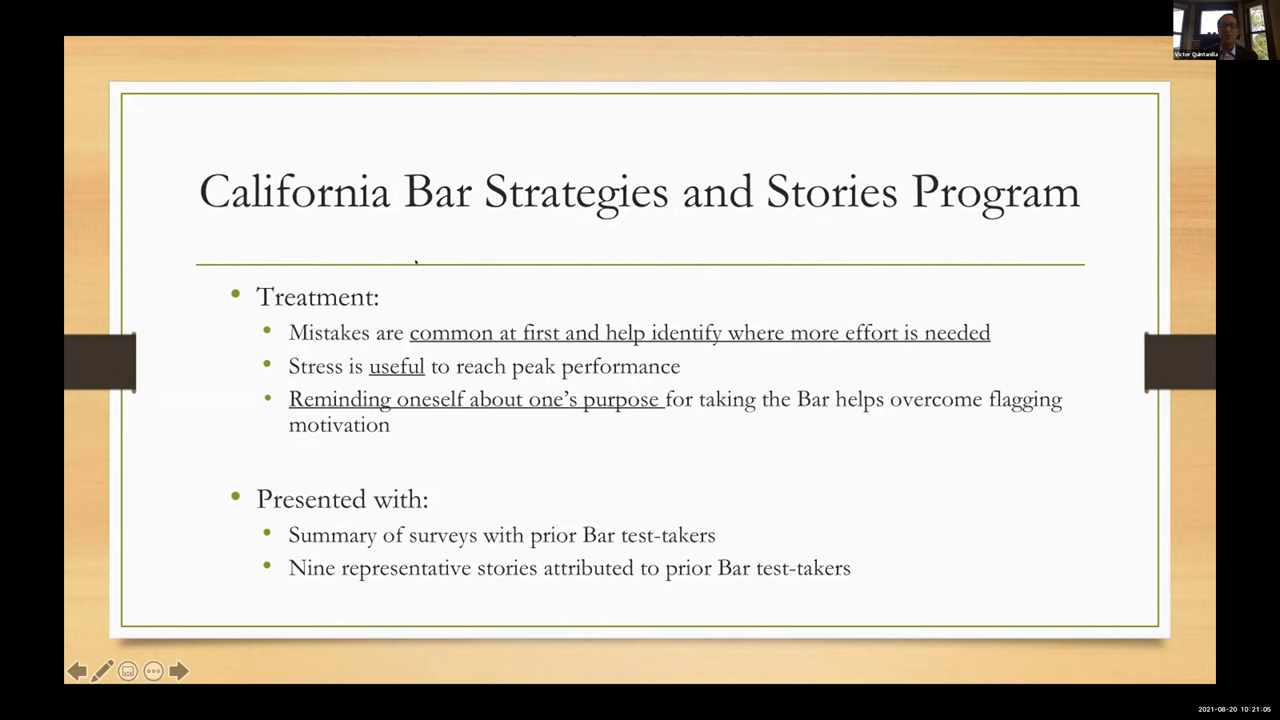 Victor Quintanilla
California Bar Strategies and Stories Program
Treatment:
Mistakes are common at first and help identify where more effort is needed
Stress is useful to reach peak performance
Reminding oneself about one's purpose for taking the Bar helps overcome flagging
motivation
Presented with:
Summary of surveys with prior Bar test-takers
Nine representative stories attributed to prior Bar test-takers
2021-08-20 10:21:05